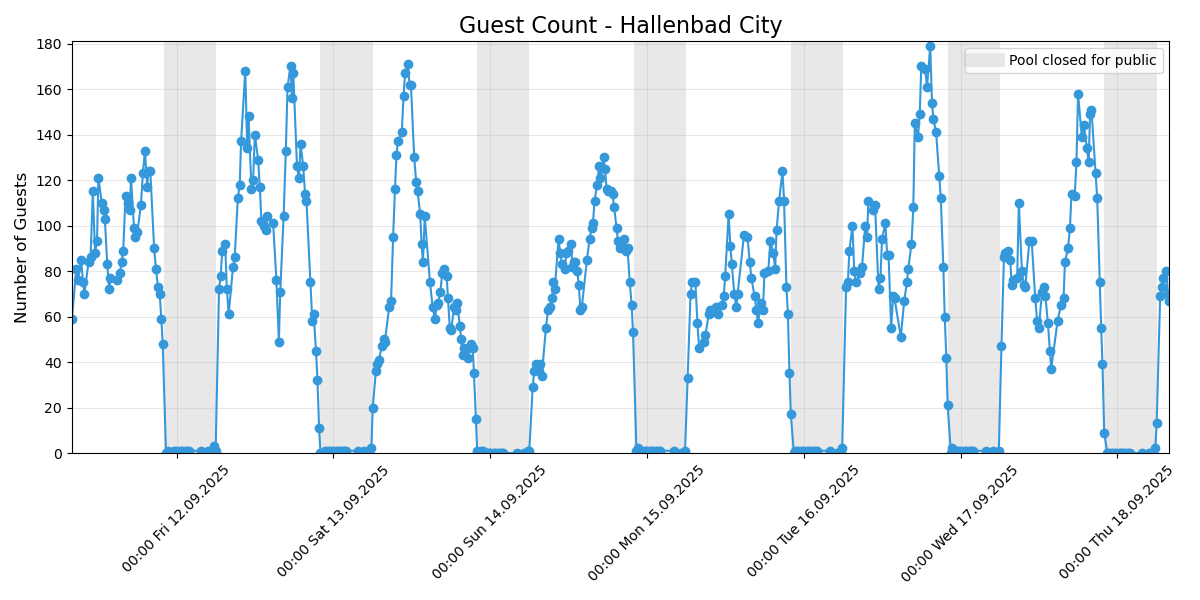 Guest Count - Hallenbad City
Number of Guests
180
160
140
120
100
80
60
40
20
0
Pool closed for public
00:00 Fri 12.09.2025
00:00 Sat 13.09.2025
00:00 Sun 14.09.2025
00:00 Mon 15.09.2025
00:00 Tue 16.09.2025
00:00 Wed 17.09.2025
00:00 Thu 18.09.2025